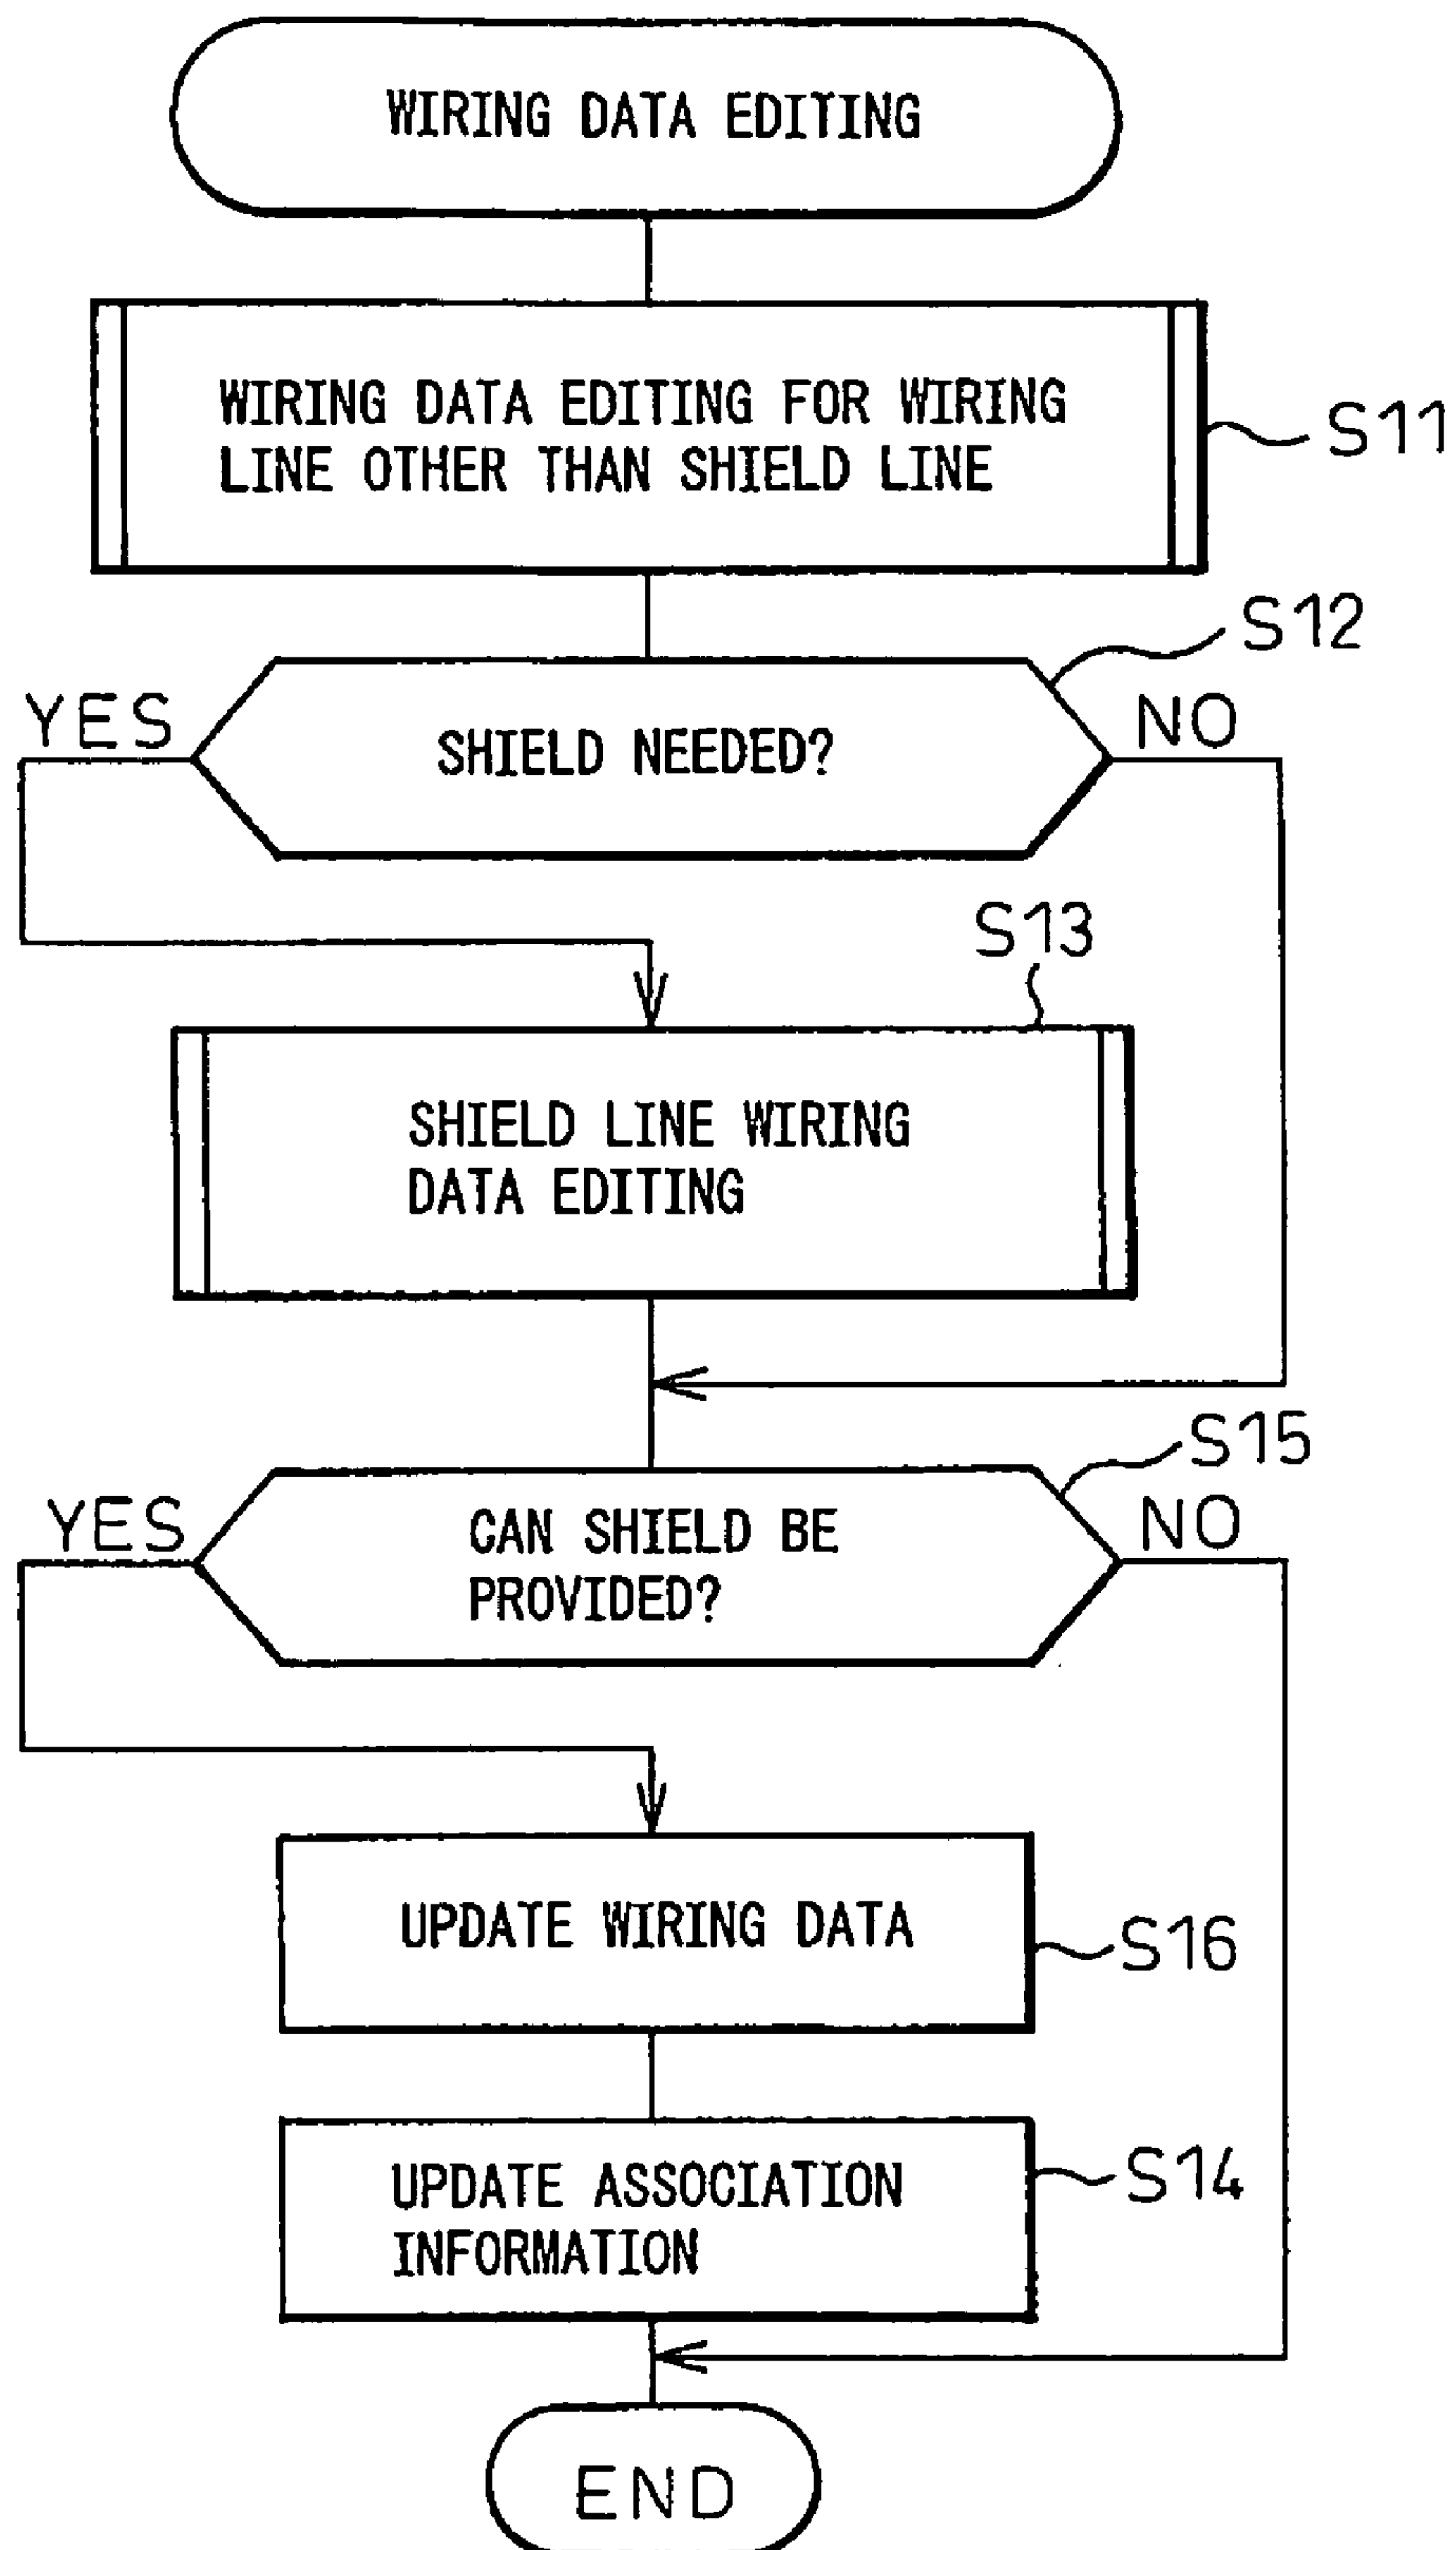 WIRING DATA EDITING
WIRING DATA EDITING FOR WIRING
LINE OTHER THAN SHIELD LINE
S11
S12
YES
NO
SHIELD NEEDED?
S13
SHIELD LINE WIRING
DATA EDITING
S15
YES
NO
CAN SHIELD BE
PROVIDED?
UPDATE WIRING DATA
S16
UPDATE ASSOCIATION
INFORMATION
S14
END